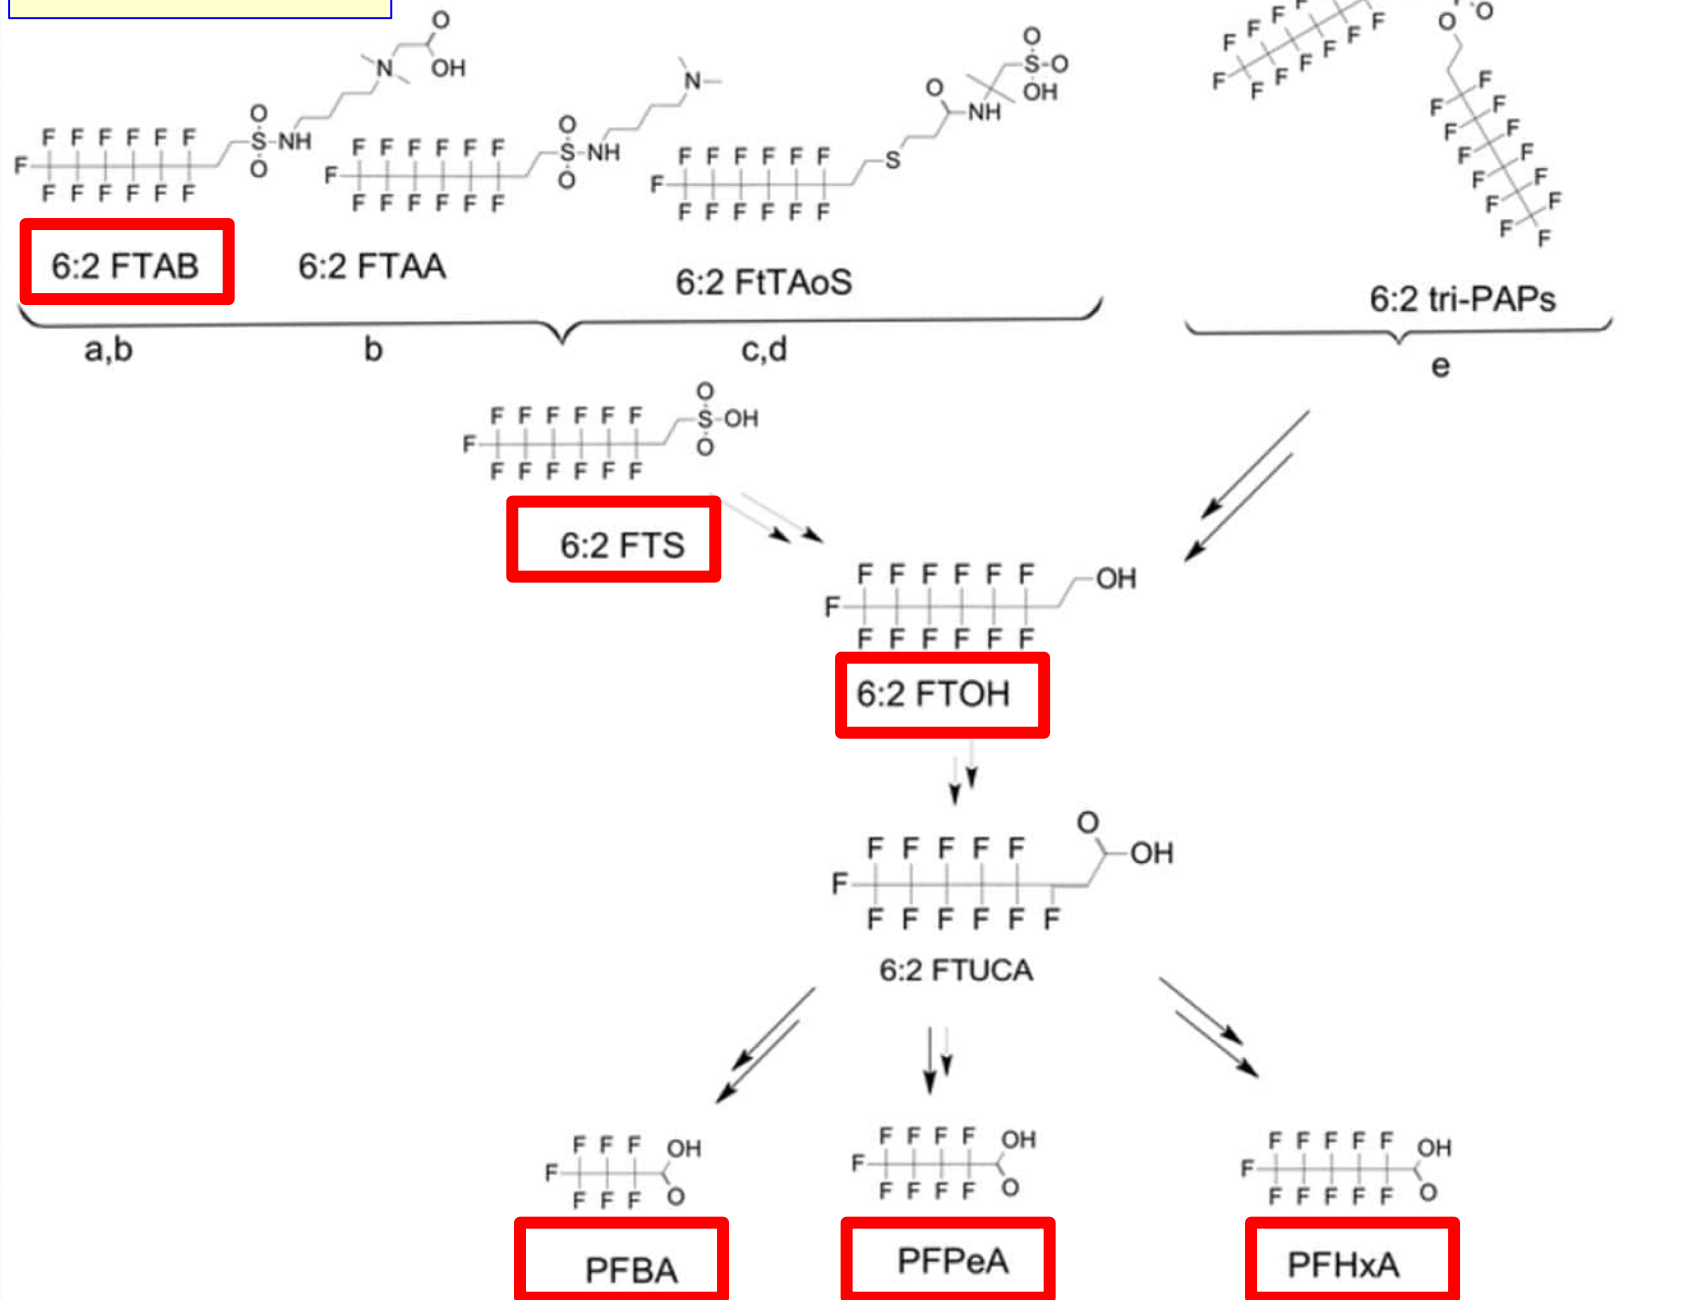 6:2 FTAB
6:2 FTAA
6:2 FtTAoS
6:2 tri-PAPs
a,b
b
c,d
e
6:2 FTS
6:2 FTOH
6:2 FTUCA
PFBA
PFPeA
PFHxA